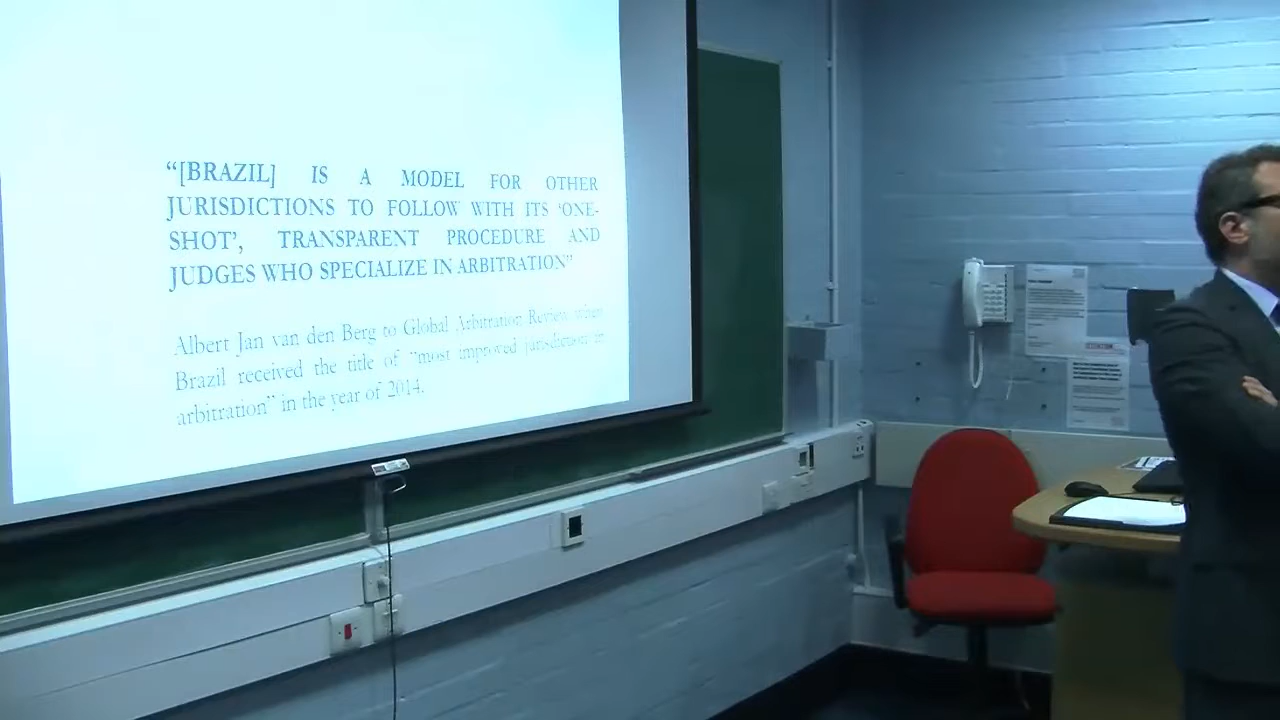 “[BRAZIL] IS A MODEL FOR OTHER
JURISDICTIONS TO FOLLOW WITH ITS ‘ONE-
SHOT’, TRANSPARENT PROCEDURE AND
JUDGES WHO SPECIALIZE IN ARBITRATION”
Albert Jan van den Berg to Global Arbitration Review when
Brazil received the title of “most improved jurisdiction in
arbitration” in the year of 2014.